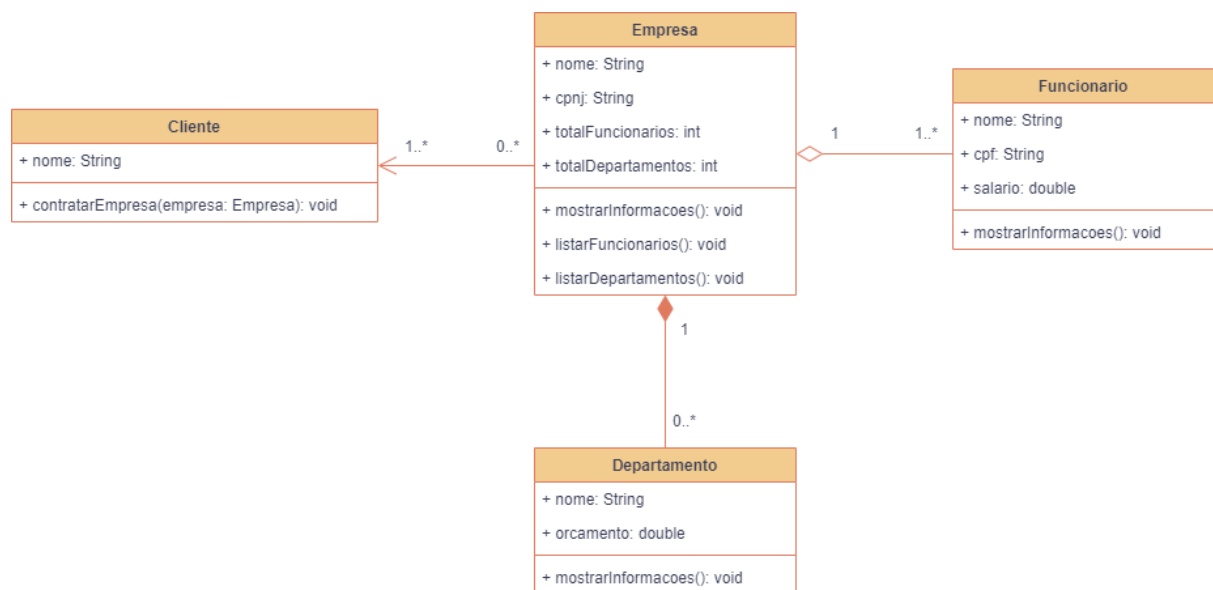 Empresa
+ nome: String
+ cpnj: String
+ totalFuncionarios: int
+ totalDepartamentos: int
+ mostrarInformacoes(): void
+ listarFuncionarios(): void
+ listarDepartamentos(): void
Cliente
+ nome: String
+ contratarEmpresa(empresa: Empresa): void
1..*
0..*
1
1..*
Funcionario
+ nome: String
+ cpf: String
+ salario: double
+ mostrarInformacoes(): void
1
0..*
Departamento
+ nome: String
+ orcamento: double
+ mostrarInformacoes(): void